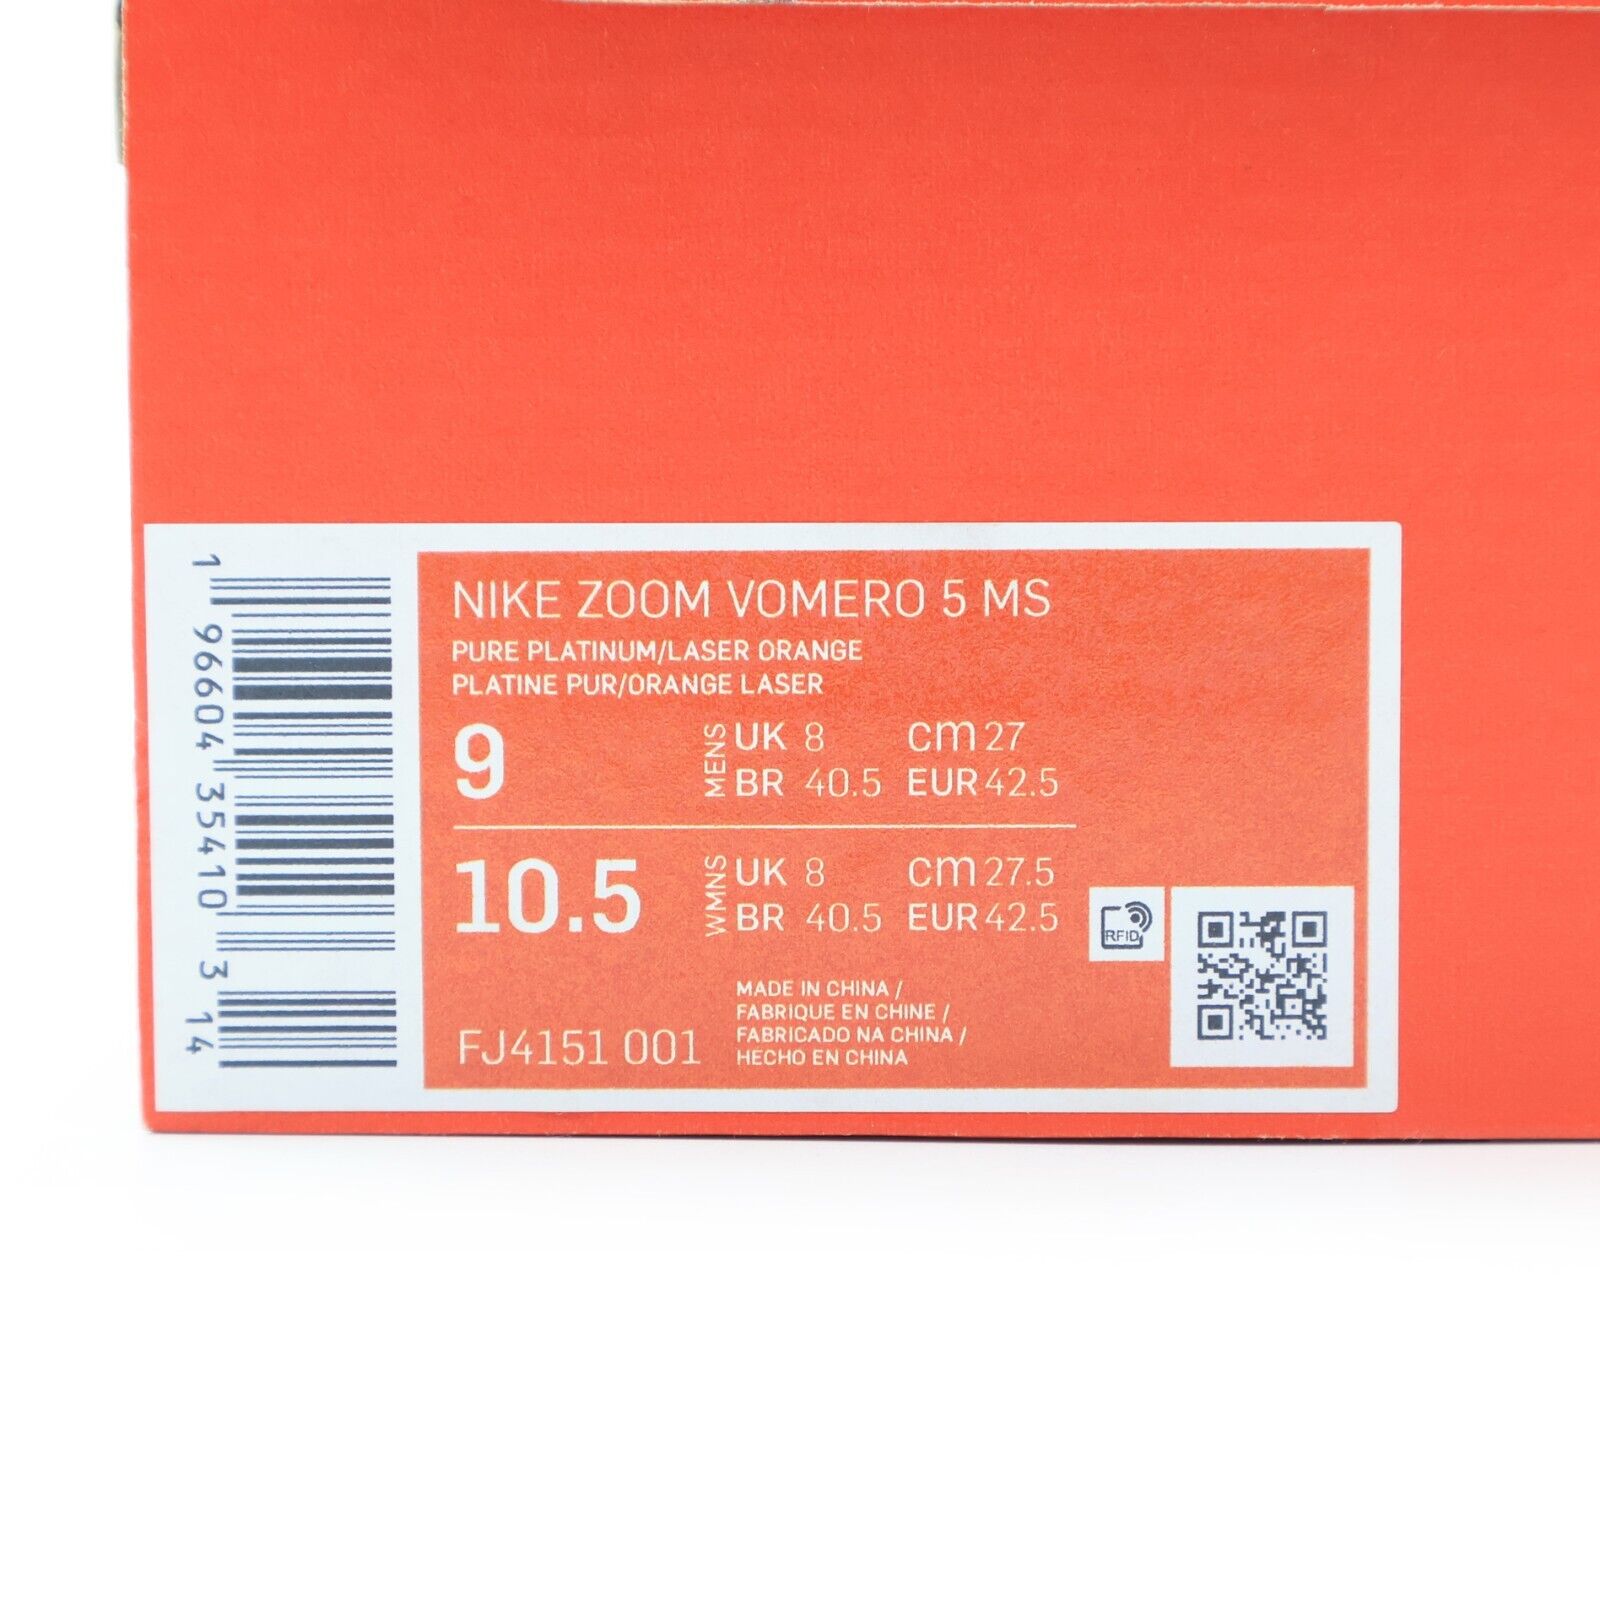 NIKE ZOOM VOMERO 5 MS
PURE PLATINUM/LASER ORANGE
PLATINE PUR/ORANGE LASER
9 MENS UK 8 CM 27
BR 40.5 EUR 42.5
10.5 WMNS UK 8 CM 27.5
BR 40.5 EUR 42.5
FJ4151 001
MADE IN CHINA /
FABRIQUE EN CHINE /
FABRICADO NA CHINA /
HECHO EN CHINA
RFID
1 96604 35410 3 14